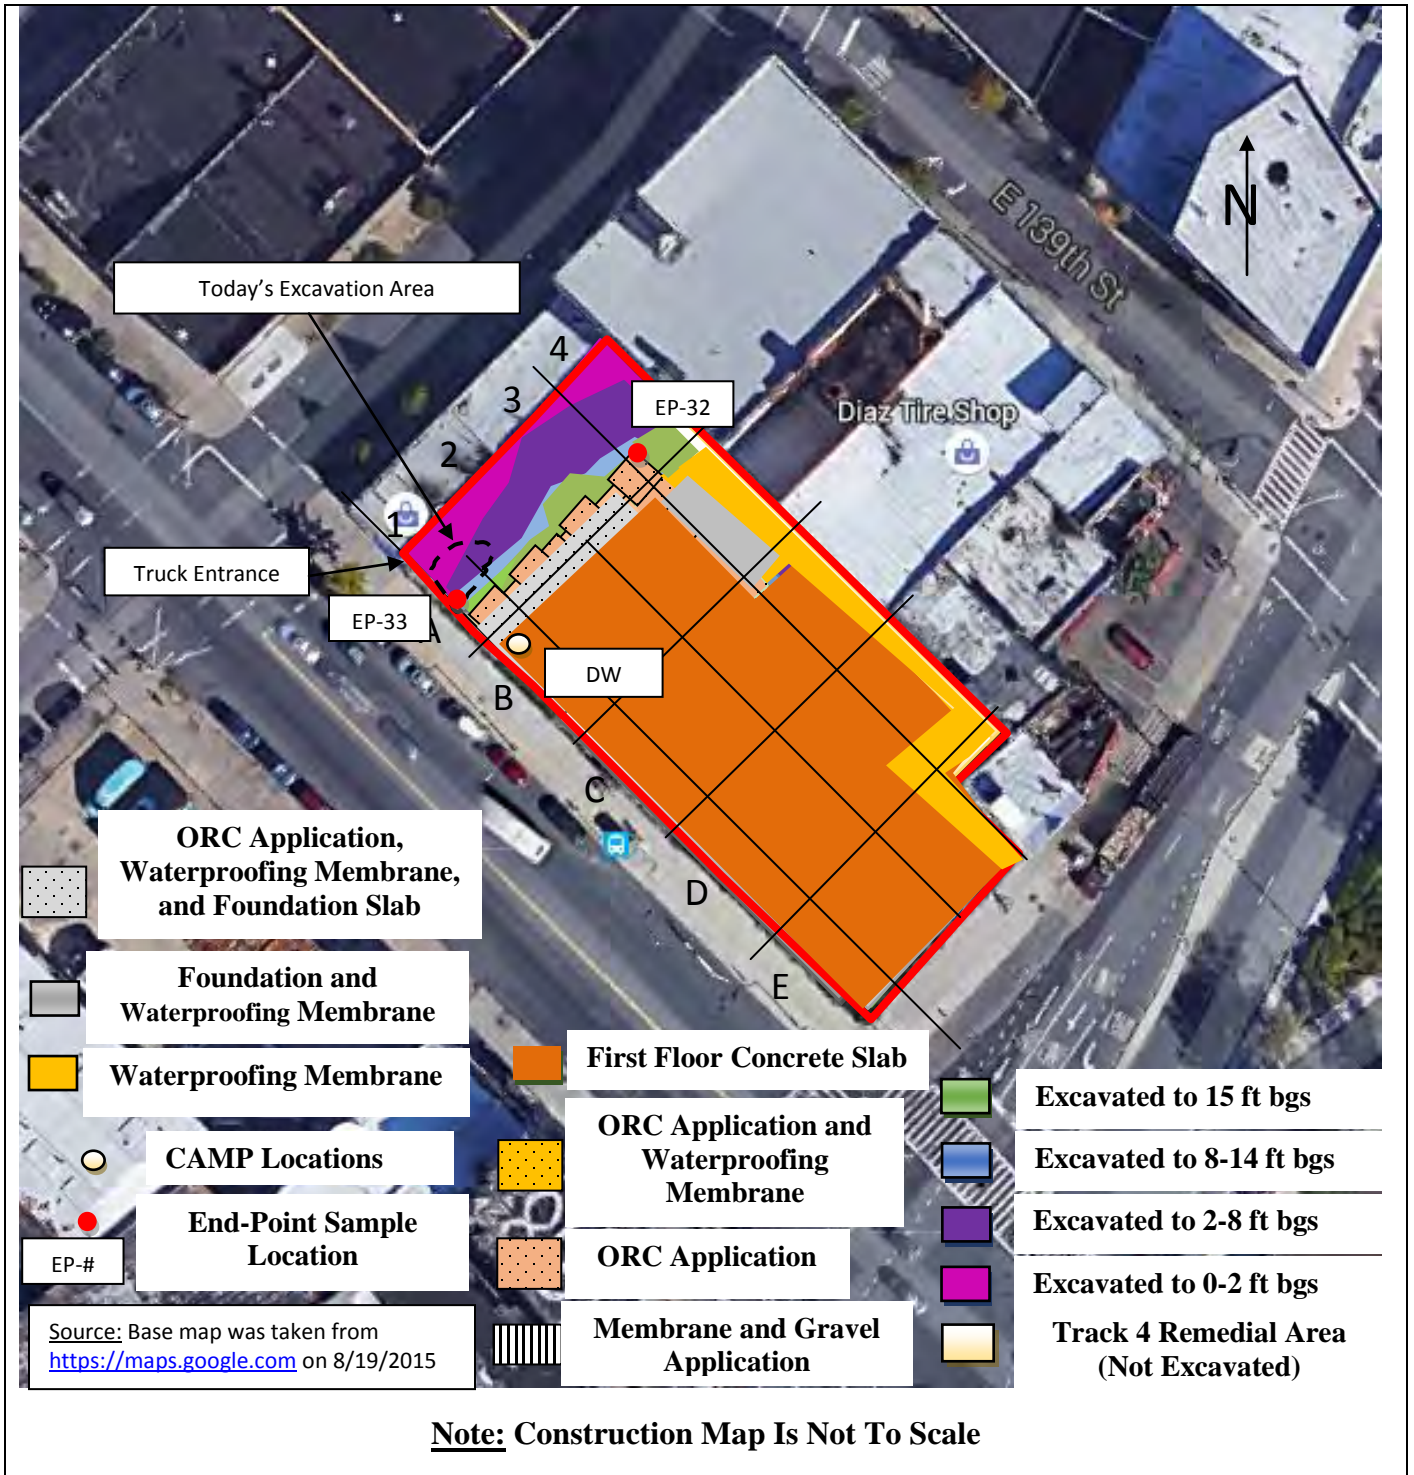 E 139th St
N
Today's Excavation Area
4
3
EP-32
Diaz Tire Shop
2
1
Truck Entrance
EP-33
A
DW
B
C
D
E
ORC Application,
Waterproofing Membrane,
and Foundation Slab
Foundation and
Waterproofing Membrane
Waterproofing Membrane
CAMP Locations
End-Point Sample
Location
EP-#
Source: Base map was taken from
https://maps.google.com on 8/19/2015
First Floor Concrete Slab
ORC Application and
Waterproofing
Membrane
ORC Application
Membrane and Gravel
Application
Excavated to 15 ft bgs
Excavated to 8-14 ft bgs
Excavated to 2-8 ft bgs
Excavated to 0-2 ft bgs
Track 4 Remedial Area
(Not Excavated)
Note: Construction Map Is Not To Scale